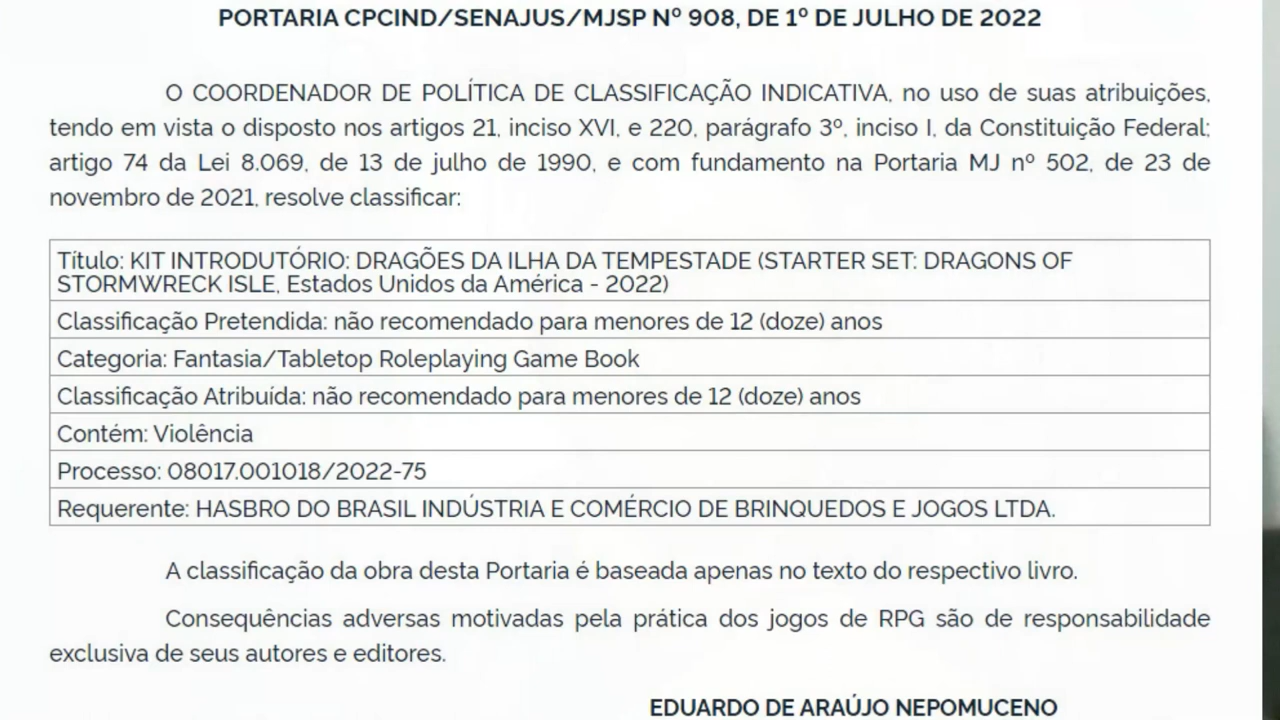 PORTARIA CPCIND/SENAJUS/MJSP Nº 908, DE 1º DE JULHO DE 2022
O COORDENADOR DE POLÍTICA DE CLASSIFICAÇÃO INDICATIVA, no uso de suas atribuições,
tendo em vista o disposto nos artigos 21, inciso XVI, e 220, parágrafo 3º, inciso I, da Constituição Federal;
artigo 74 da Lei 8.069, de 13 de julho de 1990, e com fundamento na Portaria MJ nº 502, de 23 de
novembro de 2021, resolve classificar:
Título: KIT INTRODUTÓRIO: DRAGÕES DA ILHA DA TEMPESTADE (STARTER SET: DRAGONS OF
STORMWRECK ISLE, Estados Unidos da América - 2022)
Classificação Pretendida: não recomendado para menores de 12 (doze) anos
Categoria: Fantasia/Tabletop Roleplaying Game Book
Classificação Atribuída: não recomendado para menores de 12 (doze) anos
Contém: Violência
Processo: 08017.001018/2022-75
Requerente: HASBRO DO BRASIL INDÚSTRIA E COMÉRCIO DE BRINQUEDOS E JOGOS LTDA.
A classificação da obra desta Portaria é baseada apenas no texto do respectivo livro.
Consequências adversas motivadas pela prática dos jogos de RPG são de responsabilidade
exclusiva de seus autores e editores.
EDUARDO DE ARAÚJO NEPOMUCENO